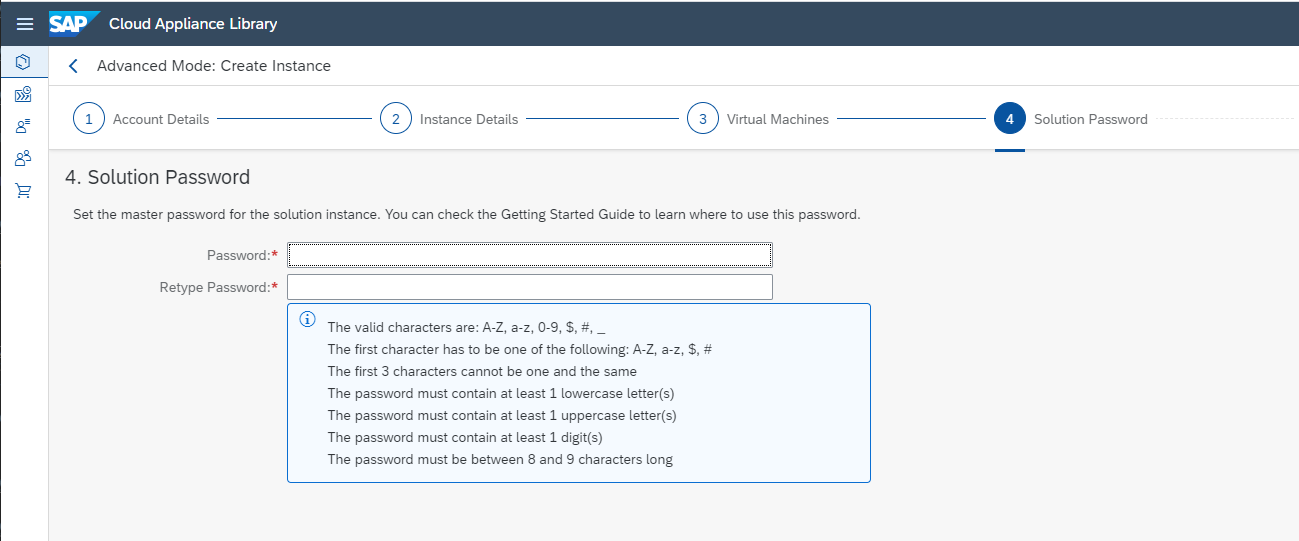 SAP Cloud Appliance Library
Advanced Mode: Create Instance
1 Account Details 2 Instance Details 3 Virtual Machines 4 Solution Password
4. Solution Password
Set the master password for the solution instance. You can check the Getting Started Guide to learn where to use this password.
Password:*
Retype Password:*
The valid characters are: A-Z, a-z, 0-9, $, #, _
The first character has to be one of the following: A-Z, a-z, $, #
The first 3 characters cannot be one and the same
The password must contain at least 1 lowercase letter(s)
The password must contain at least 1 uppercase letter(s)
The password must contain at least 1 digit(s)
The password must be between 8 and 9 characters long